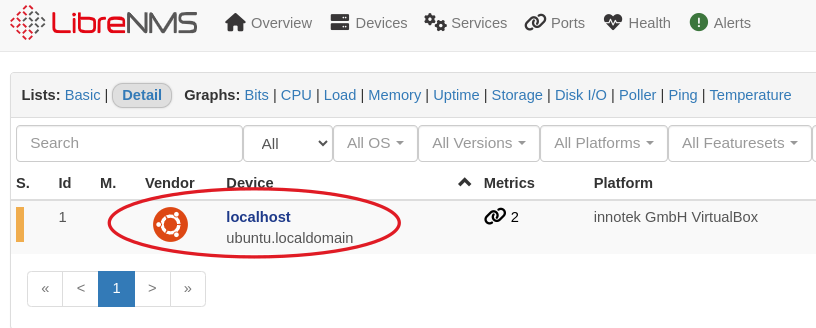 LibreNMS Overview Devices Services Ports Health Alerts
Lists: Basic | Detail Graphs: Bits | CPU | Load | Memory | Uptime | Storage | Disk I/O | Poller | Ping | Temperature
Search All All OS All Versions All Platforms All Featuresets
S. Id M. Vendor Device Metrics Platform
1 localhost 2 innotek GmbH VirtualBox
ubuntu.localdomain
« < 1 > »